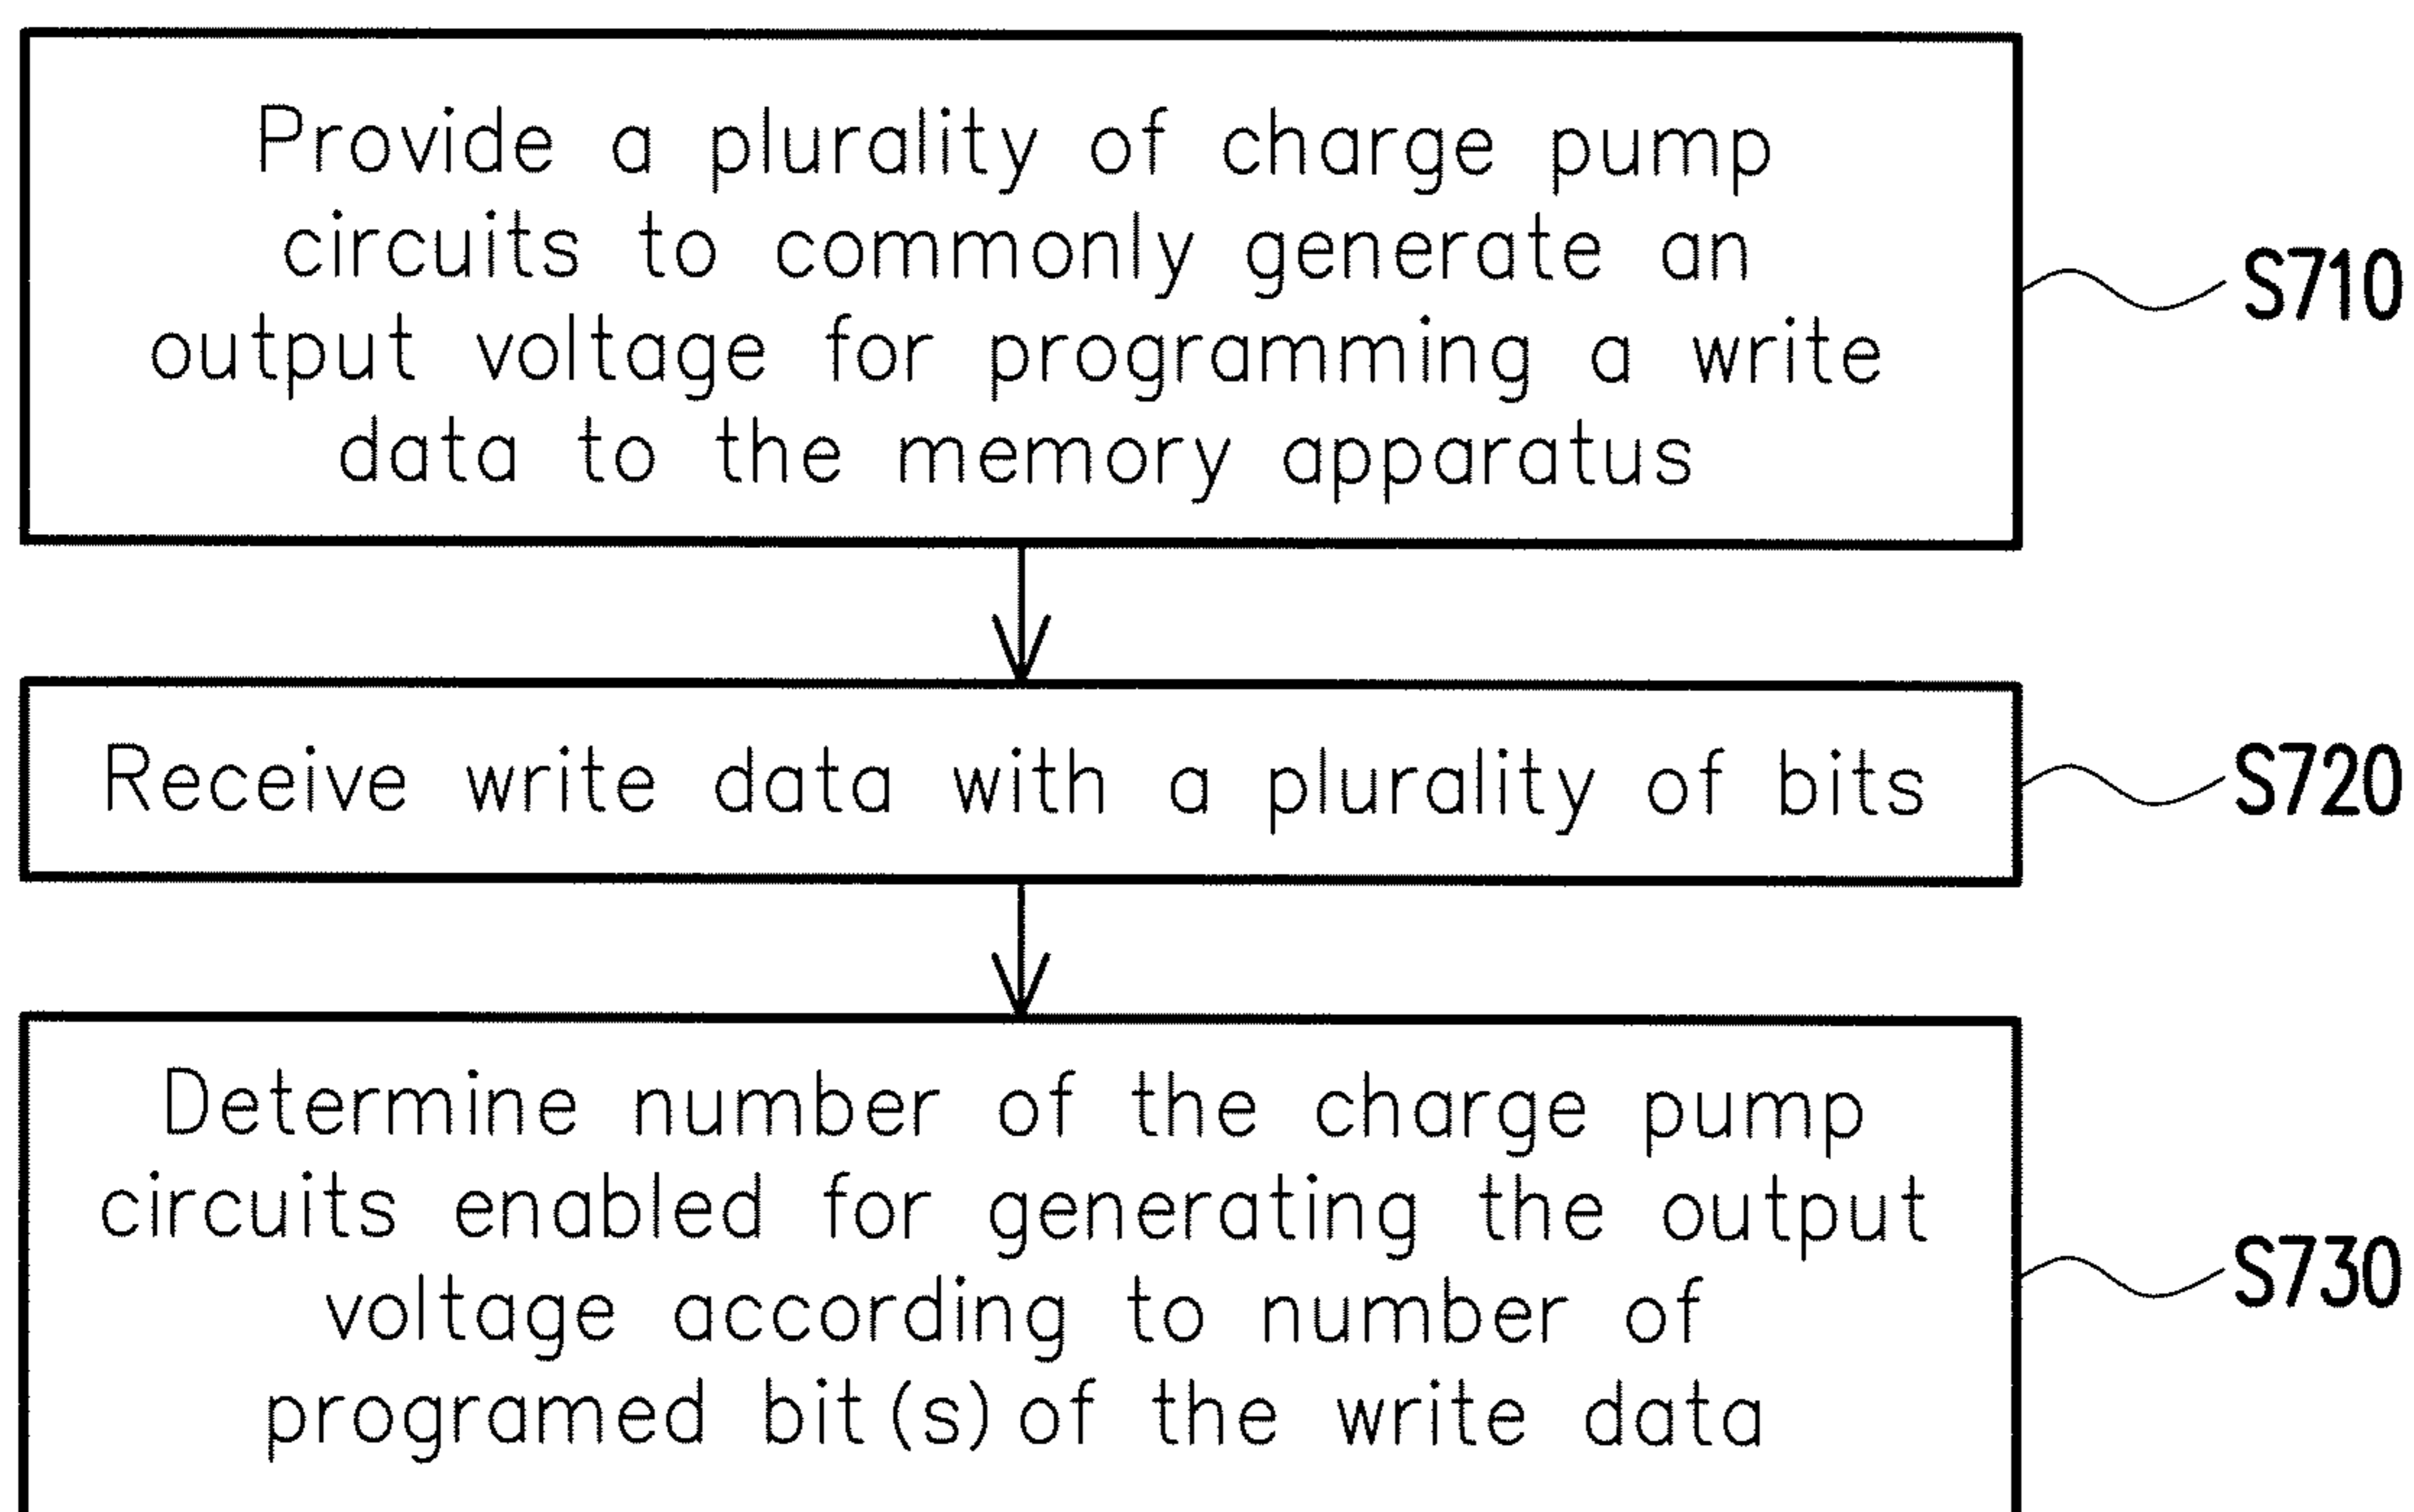 Provide a plurality of charge pump
circuits to commonly generate an
output voltage for programming a write
data to the memory apparatus
S710
Receive write data with a plurality of bits
S720
Determine number of the charge pump
circuits enabled for generating the output
voltage according to number of
programed bit(s) of the write data
S730